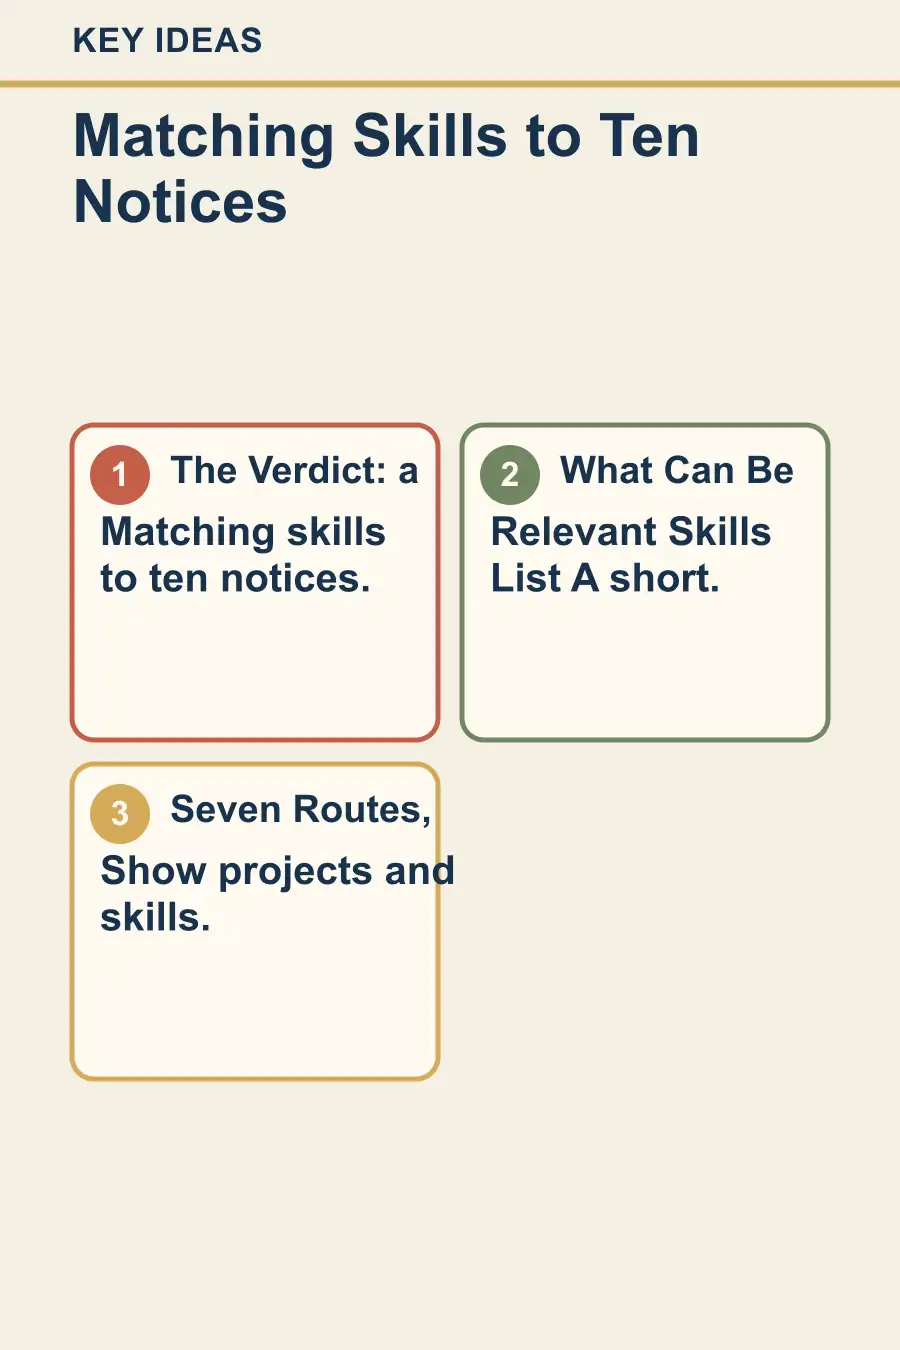 KEY IDEAS
Matching Skills to Ten
Notices
1 The Verdict: a
Matching skills
to ten notices.
2 What Can Be
Relevant Skills
List A short.
3 Seven Routes,
Show projects and
skills.